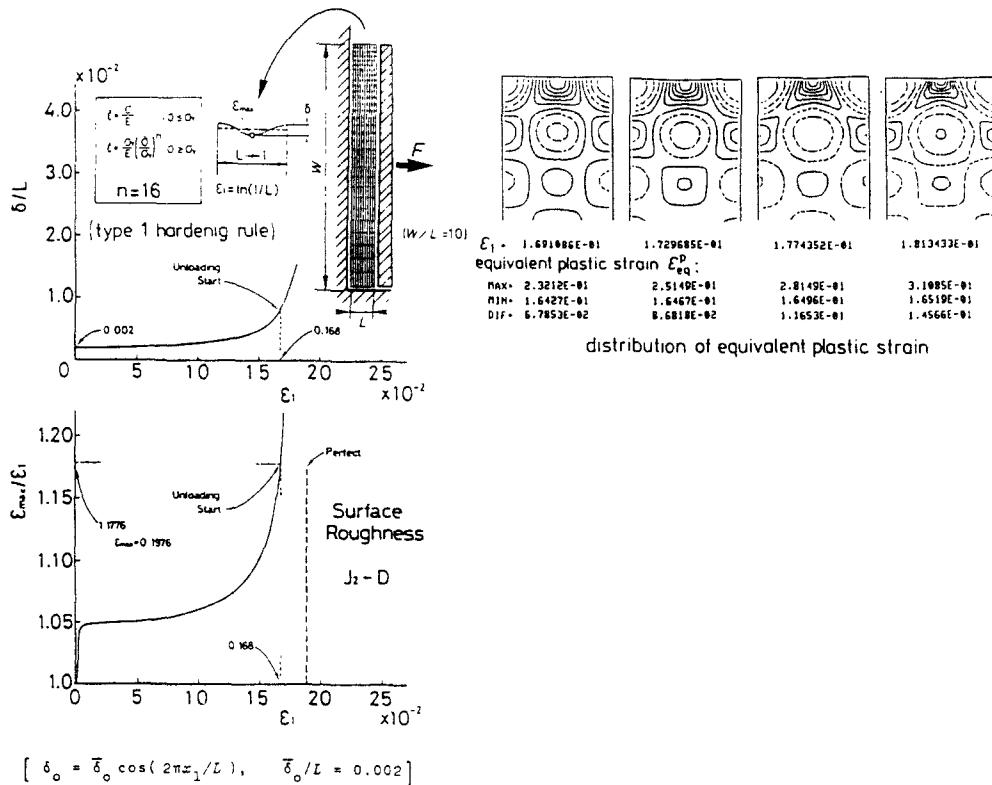 ×10⁻²
4.0
3.0
2.0
1.0
0
δ/L
n=16
(type 1 hardenig rule)
εmax
δ
L → l
ε₁=ln(l/L)
W
F
(W/L=10)
L
Unloading
Start
0.002
0.168
0 5 10 15 20 25
ε₁ ×10⁻²
1.20
1.15
1.10
1.05
1.0
εmax/ε₁
Unloading
Start
Perfect
1.1776
εmax=0.1976
Surface
Roughness
J₂-D
0.168
0 5 10 15 20 25
ε₁ ×10⁻²
[ δ₀ = δ̄₀ cos(2πx₁/L), δ̄₀/L = 0.002 ]
ε₁ = 1.691086E-01 1.729685E-01 1.774352E-01 1.813433E-01
equivalent plastic strain εᵖeq :
MAX= 2.3212E-01 2.5149E-01 2.8149E-01 3.1085E-01
MIN= 1.6427E-01 1.6467E-01 1.6496E-01 1.6519E-01
DIF= 6.7853E-02 8.6818E-02 1.1653E-01 1.4566E-01
distribution of equivalent plastic strain